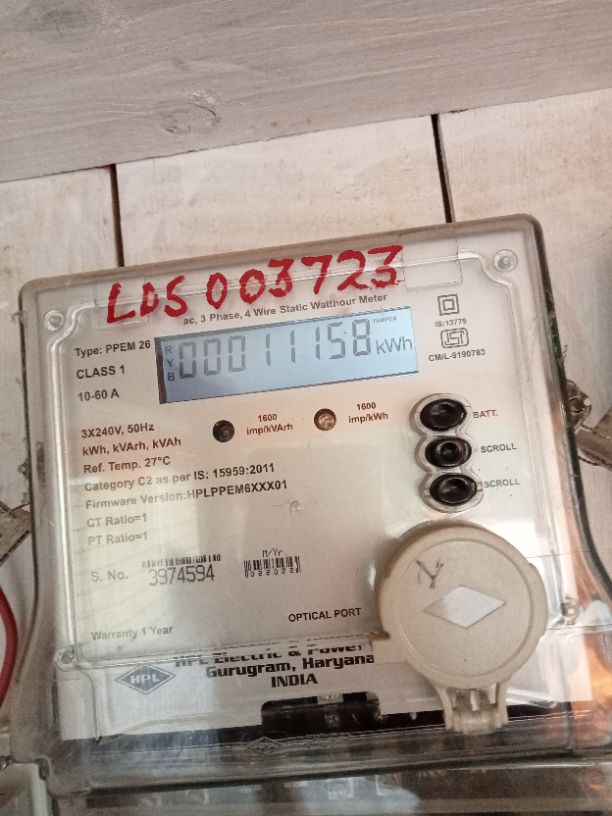 LDS 003723
ac, 3 Phase, 4 Wire Static Watthour Meter
Type: PPEM 26
CLASS 1
10-60 A
R
Y
B
TAMPER
00011158 kWh
IS:13779
ISI
CM/L-9190783
3X240V, 50Hz
kWh, kVArh, kVAh
Ref. Temp. 27°C
Category C2 as per IS: 15959:2011
Firmware Version:HPLPPEM6XXX01
CT Ratio=1
PT Ratio=1
1600
imp/kVArh
1600
imp/kWh
BATT.
SCROLL
SCROLL
S. No.
3974594
M/Yr.
Warranty 1 Year
OPTICAL PORT
HPL
HPL Electric & Power
Gurugram, Haryana
INDIA